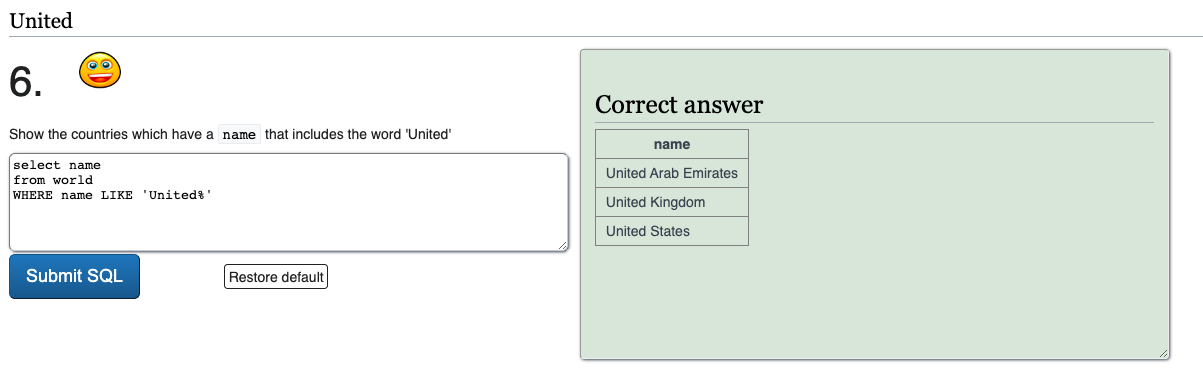 United
6.
Show the countries which have a name that includes the word 'United'
select name
from world
WHERE name LIKE 'United%'
Submit SQL
Restore default
Correct answer
name
United Arab Emirates
United Kingdom
United States